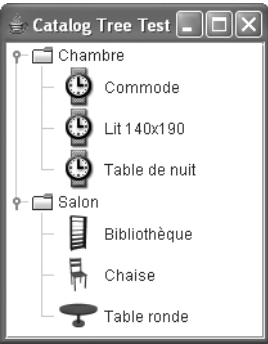 Catalog Tree Test
Chambre
Commode
Lit 140x190
Table de nuit
Salon
Bibliothèque
Chaise
Table ronde